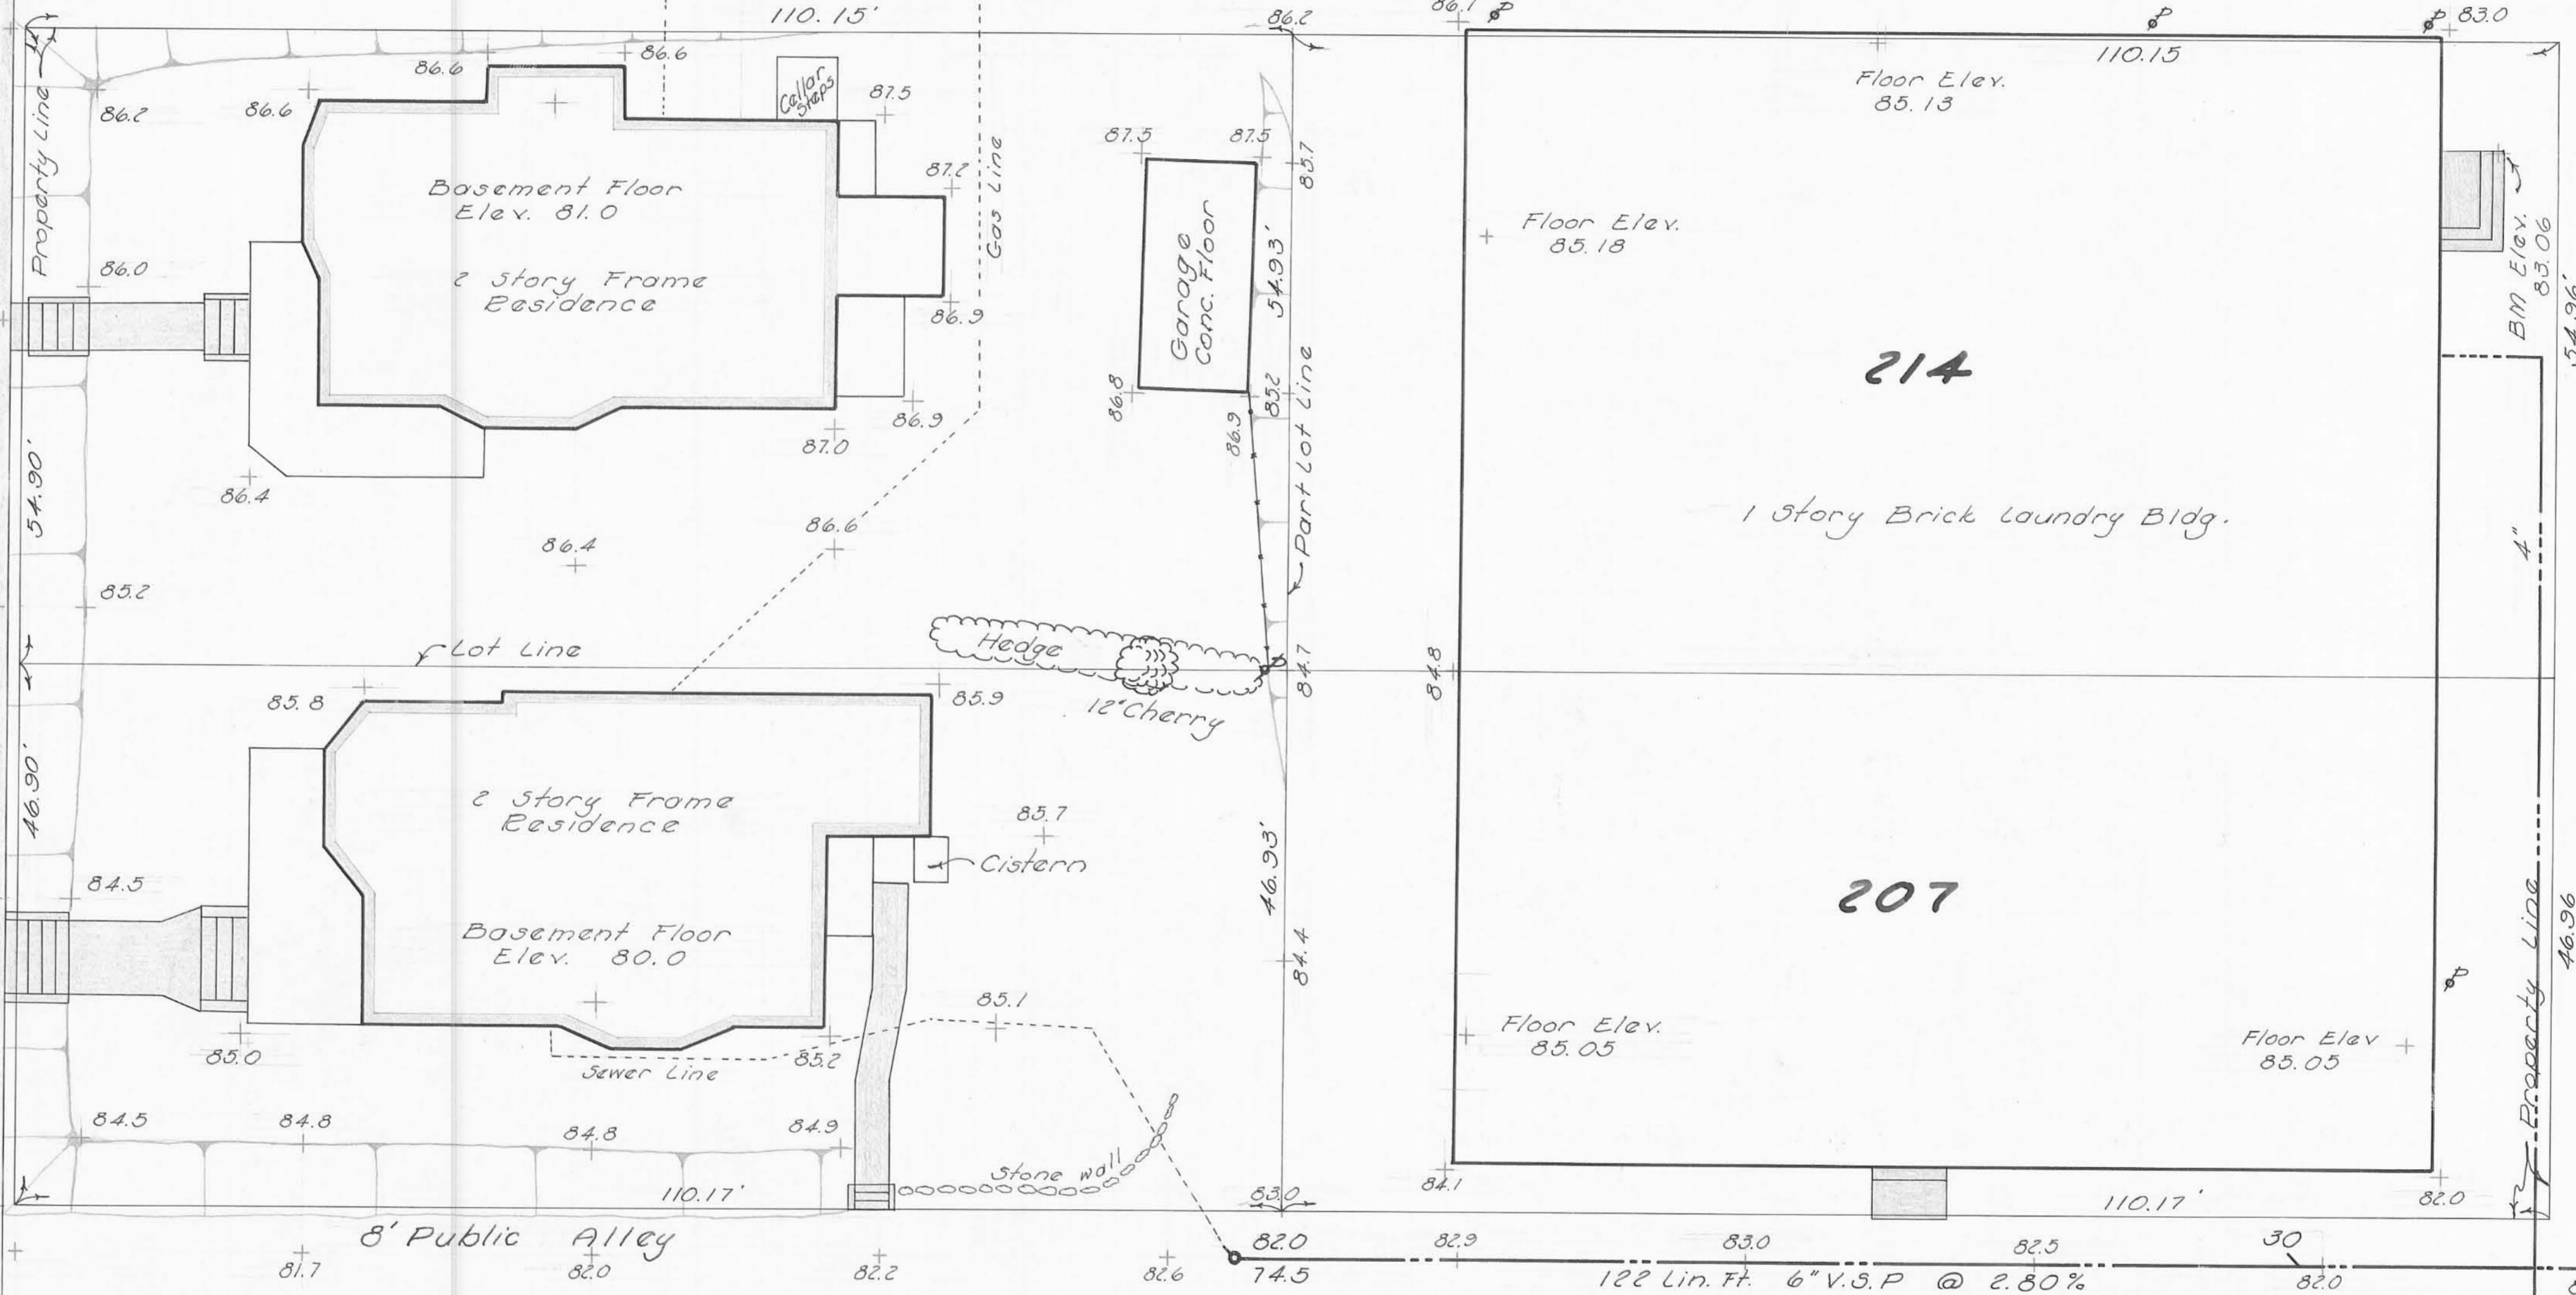 110.15'
86.2
86.1
P
P
P 83.0
110.15
Property Line
86.2
86.6
86.6
86.6
Cellar
Steps
87.5
87.2
Gas Line
Basement Floor
Elev. 81.0
2 Story Frame
Residence
86.0
86.9
86.9
87.0
86.4
54.90'
86.4
86.6
85.2
87.5
87.5
85.7
Garage
Conc. Floor
54.93'
86.8
86.9
85.2
Part Lot Line
Floor Elev.
85.13
Floor Elev.
85.18
BM Elev.
83.06
54.96'
214
1 Story Brick Laundry Bldg.
4"
Lot Line
Hedge
P
84.7
84.8
12" Cherry
85.8
85.9
46.90'
2 Story Frame
Residence
85.7
Cistern
46.93'
84.5
Basement Floor
Elev. 80.0
84.4
207
Property Line
46.96
P
85.1
85.0
85.2
Sewer Line
Floor Elev.
85.05
Floor Elev
85.05
84.5
84.8
84.8
84.9
Stone wall
110.17'
83.0
84.1
110.17'
82.0
8' Public Alley
81.7
82.0
82.2
82.6
82.0
74.5
82.9
83.0
82.5
30
82.0
122 Lin. Ft. 6" V.S.P @ 2.80%